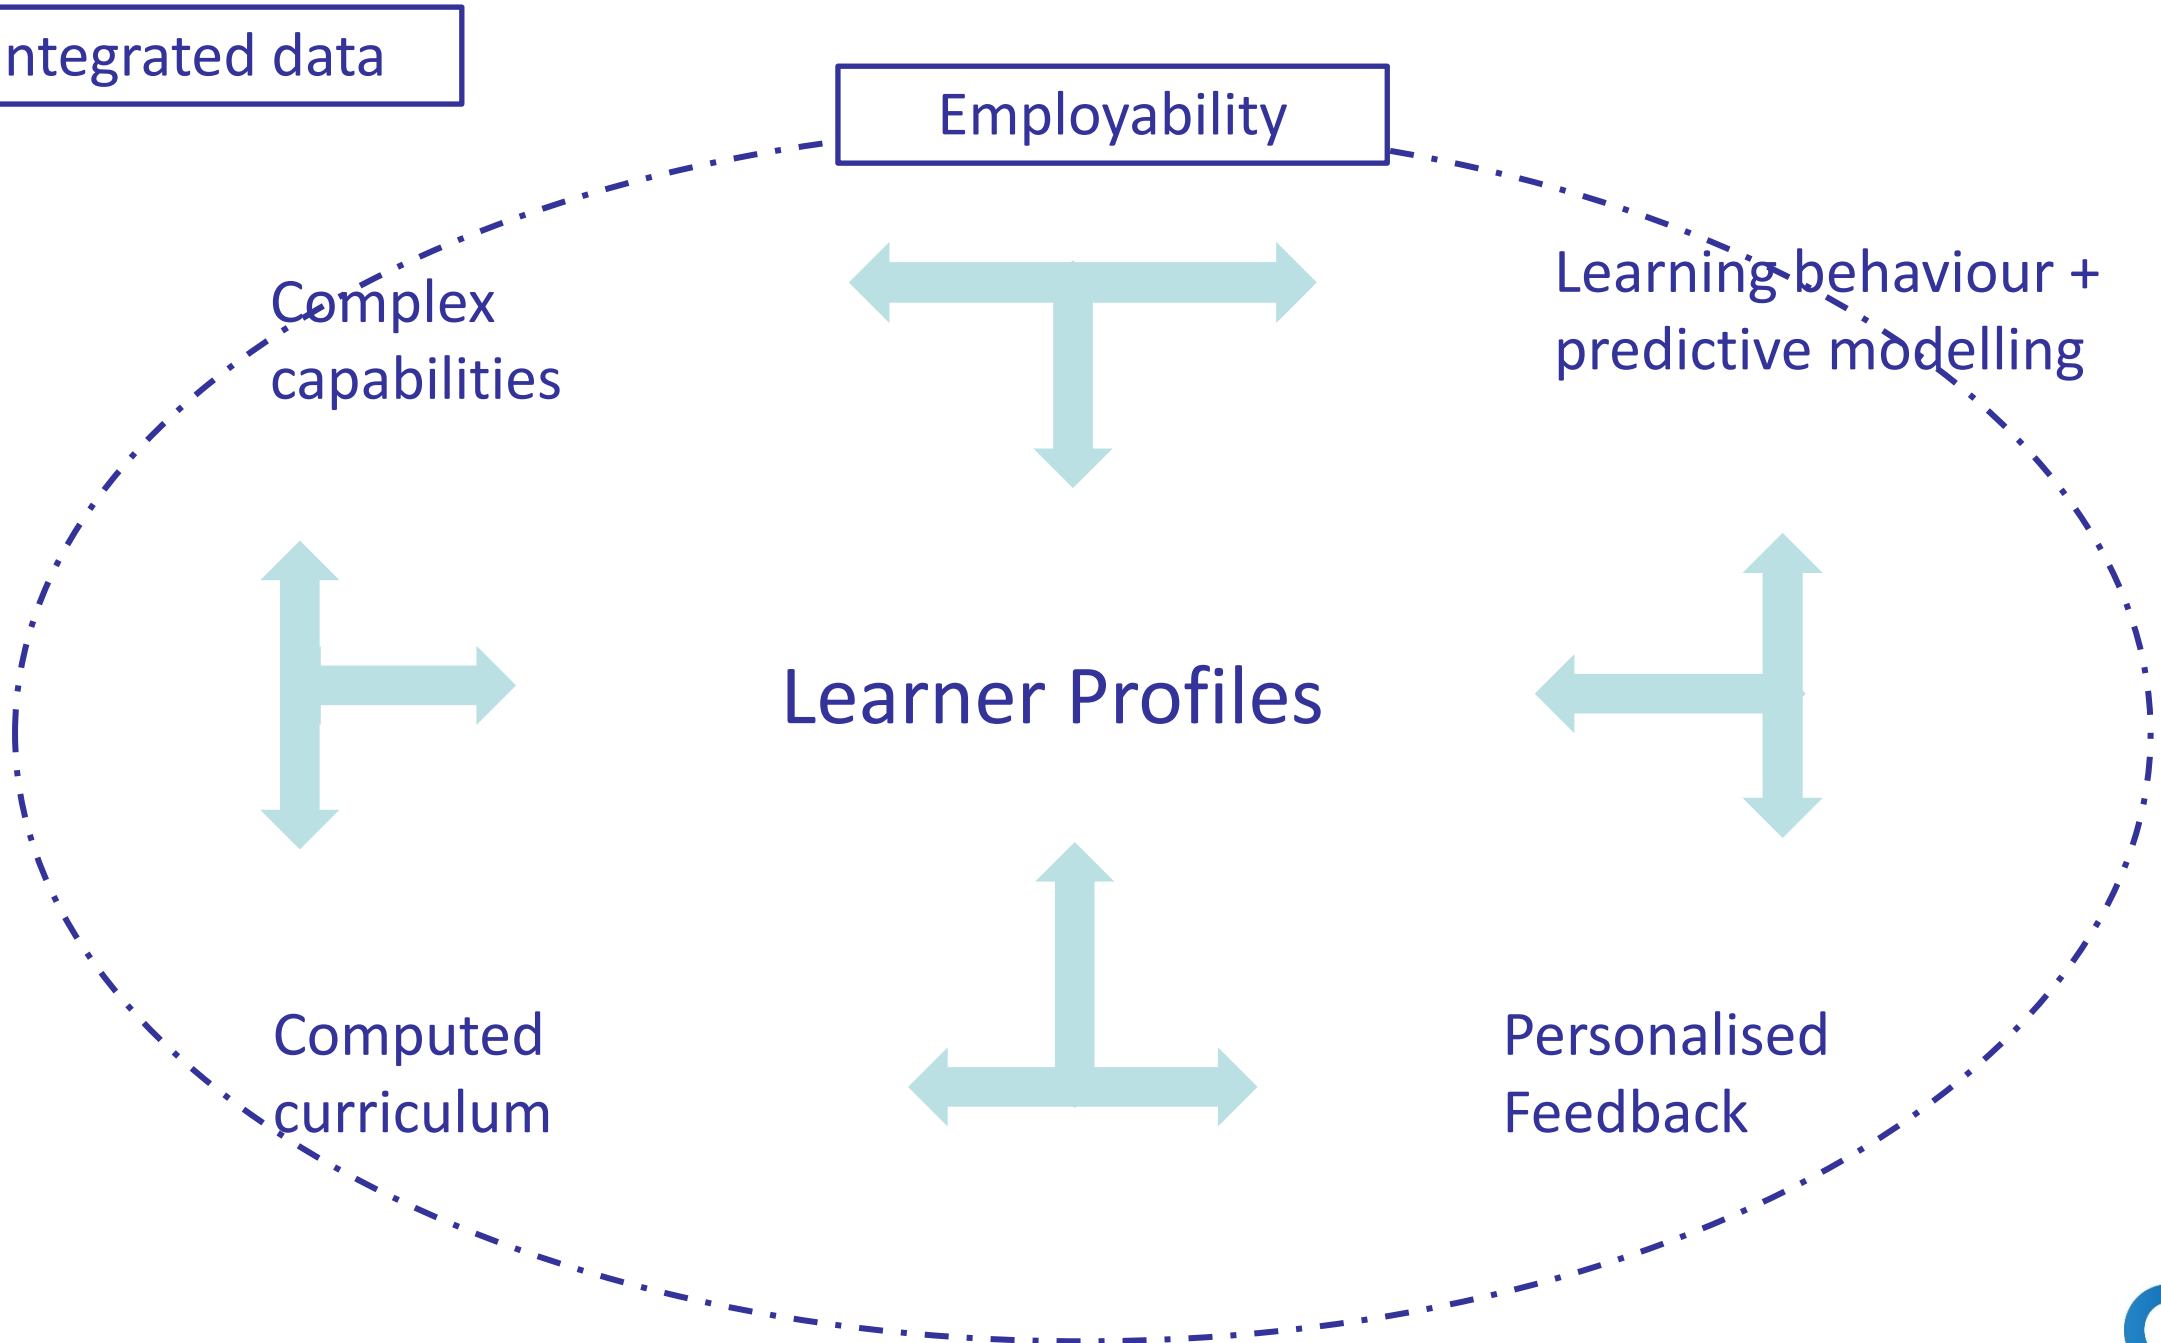 ntegrated data
Employability
Complex
capabilities
Learning behaviour +
predictive modelling
Learner Profiles
Computed
curriculum
Personalised
Feedback